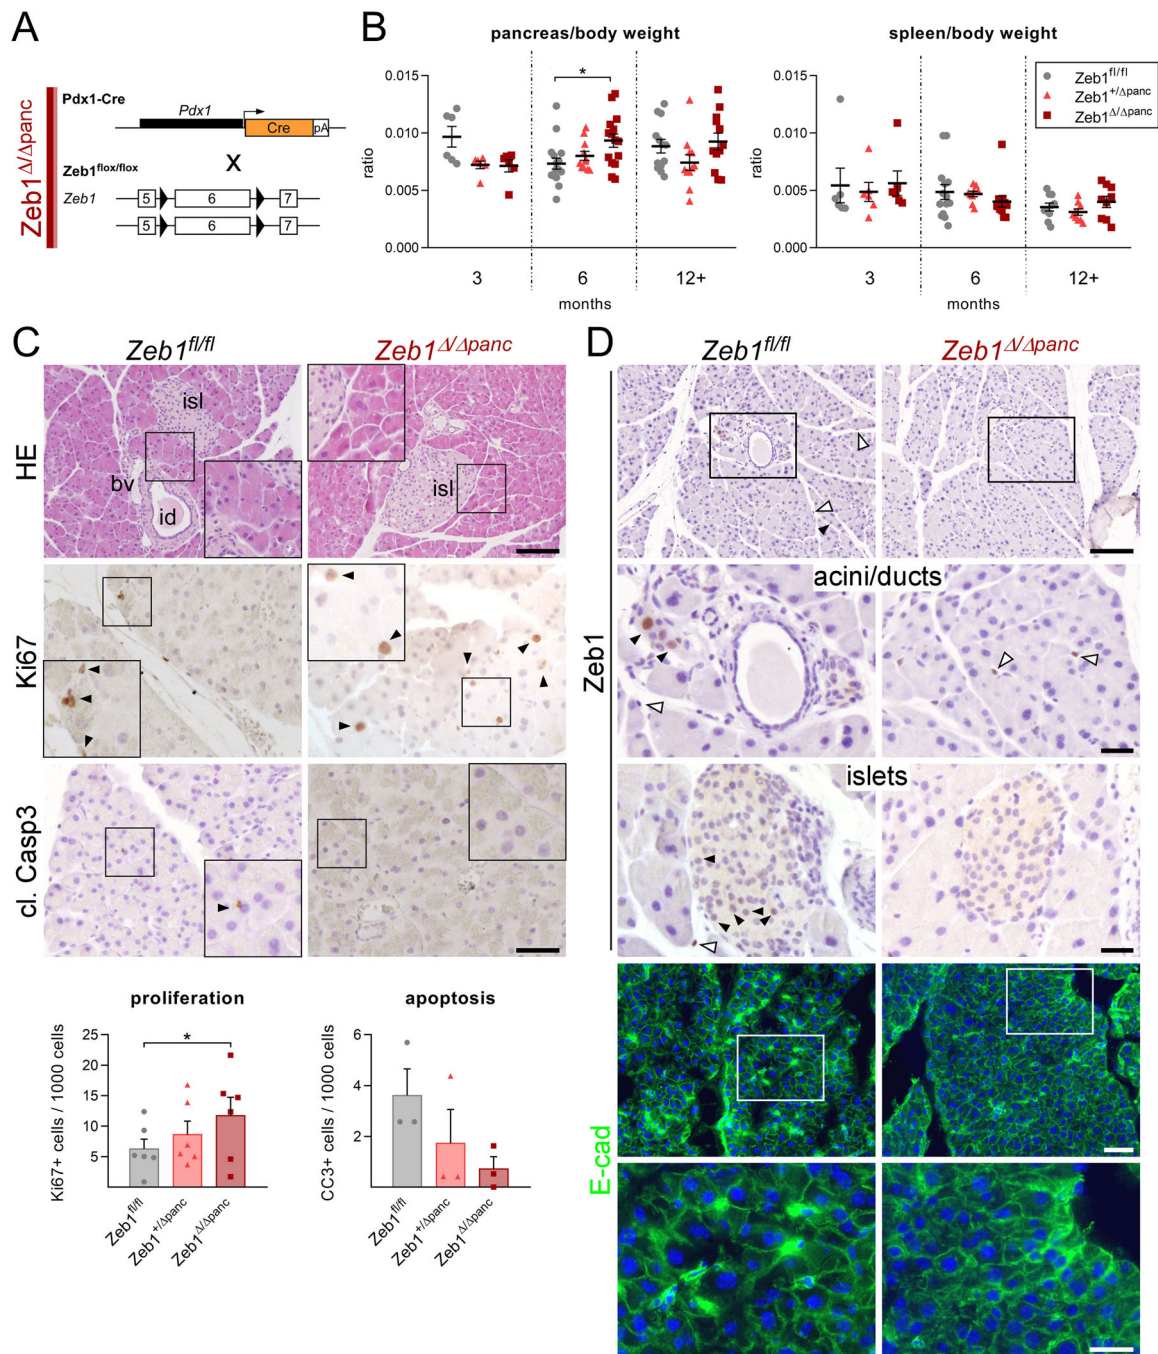 A
Zeb1Δ/Δpanc
Pdx1-Cre
Pdx1
Cre
pA
X
Zeb1flox/flox
Zeb1
5
6
7
5
6
7
B
pancreas/body weight
ratio
0.015
0.010
0.005
0.000
*
3
6
12+
months
spleen/body weight
ratio
0.015
0.010
0.005
0.000
3
6
12+
months
Zeb1fl/fl
Zeb1+/Δpanc
Zeb1Δ/Δpanc
C
Zeb1fl/fl
Zeb1Δ/Δpanc
HE
isl
bv
id
isl
Ki67
cl. Casp3
proliferation
Ki67+ cells / 1000 cells
25
20
15
10
5
*
Zeb1fl/fl
Zeb1+/Δpanc
Zeb1Δ/Δpanc
apoptosis
CC3+ cells / 1000 cells
6
4
2
Zeb1fl/fl
Zeb1+/Δpanc
Zeb1Δ/Δpanc
D
Zeb1fl/fl
Zeb1Δ/Δpanc
Zeb1
acini/ducts
islets
E-cad